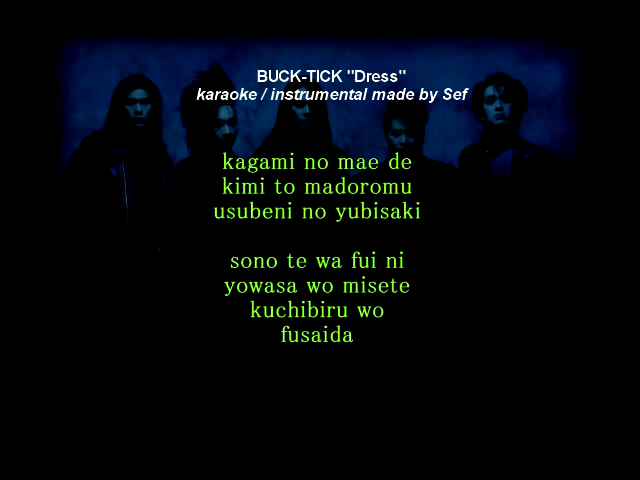 BUCK-TICK "Dress"
karaoke / instrumental made by Sef
kagami no mae de
kimi to madoromu
usubeni no yubisaki
sono te wa fui ni
yowasa wo misete
kuchibiru wo
fusaida